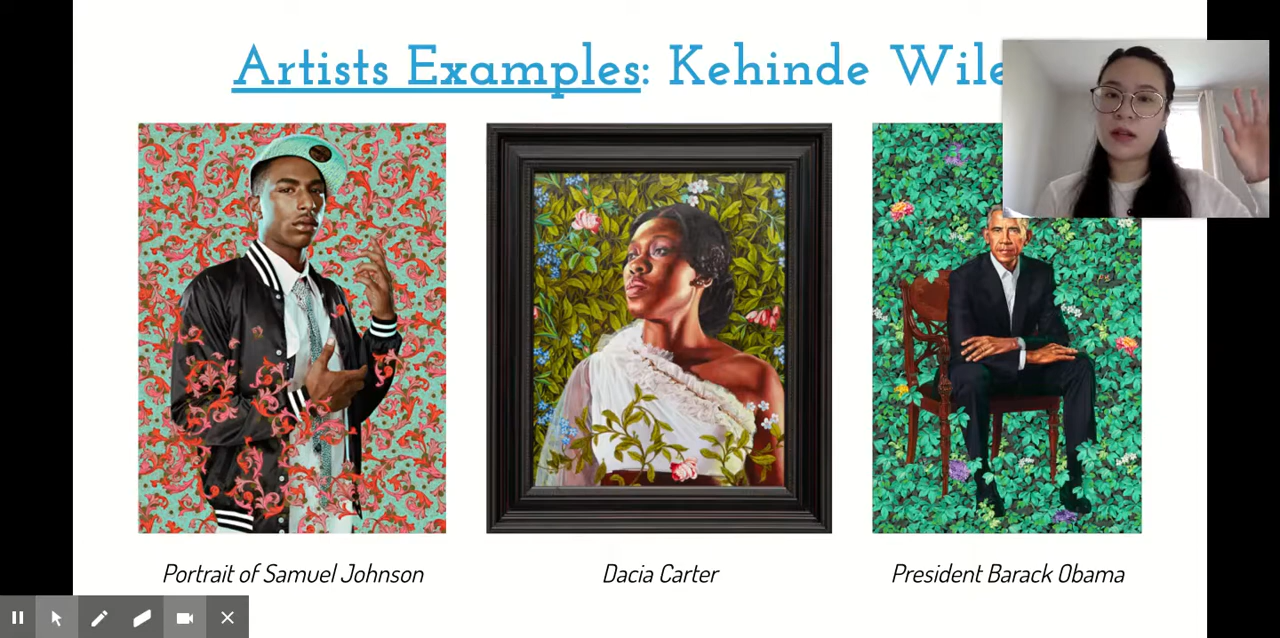 Artists Examples: Kehinde Wile
Portrait of Samuel Johnson
Dacia Carter
President Barack Obama